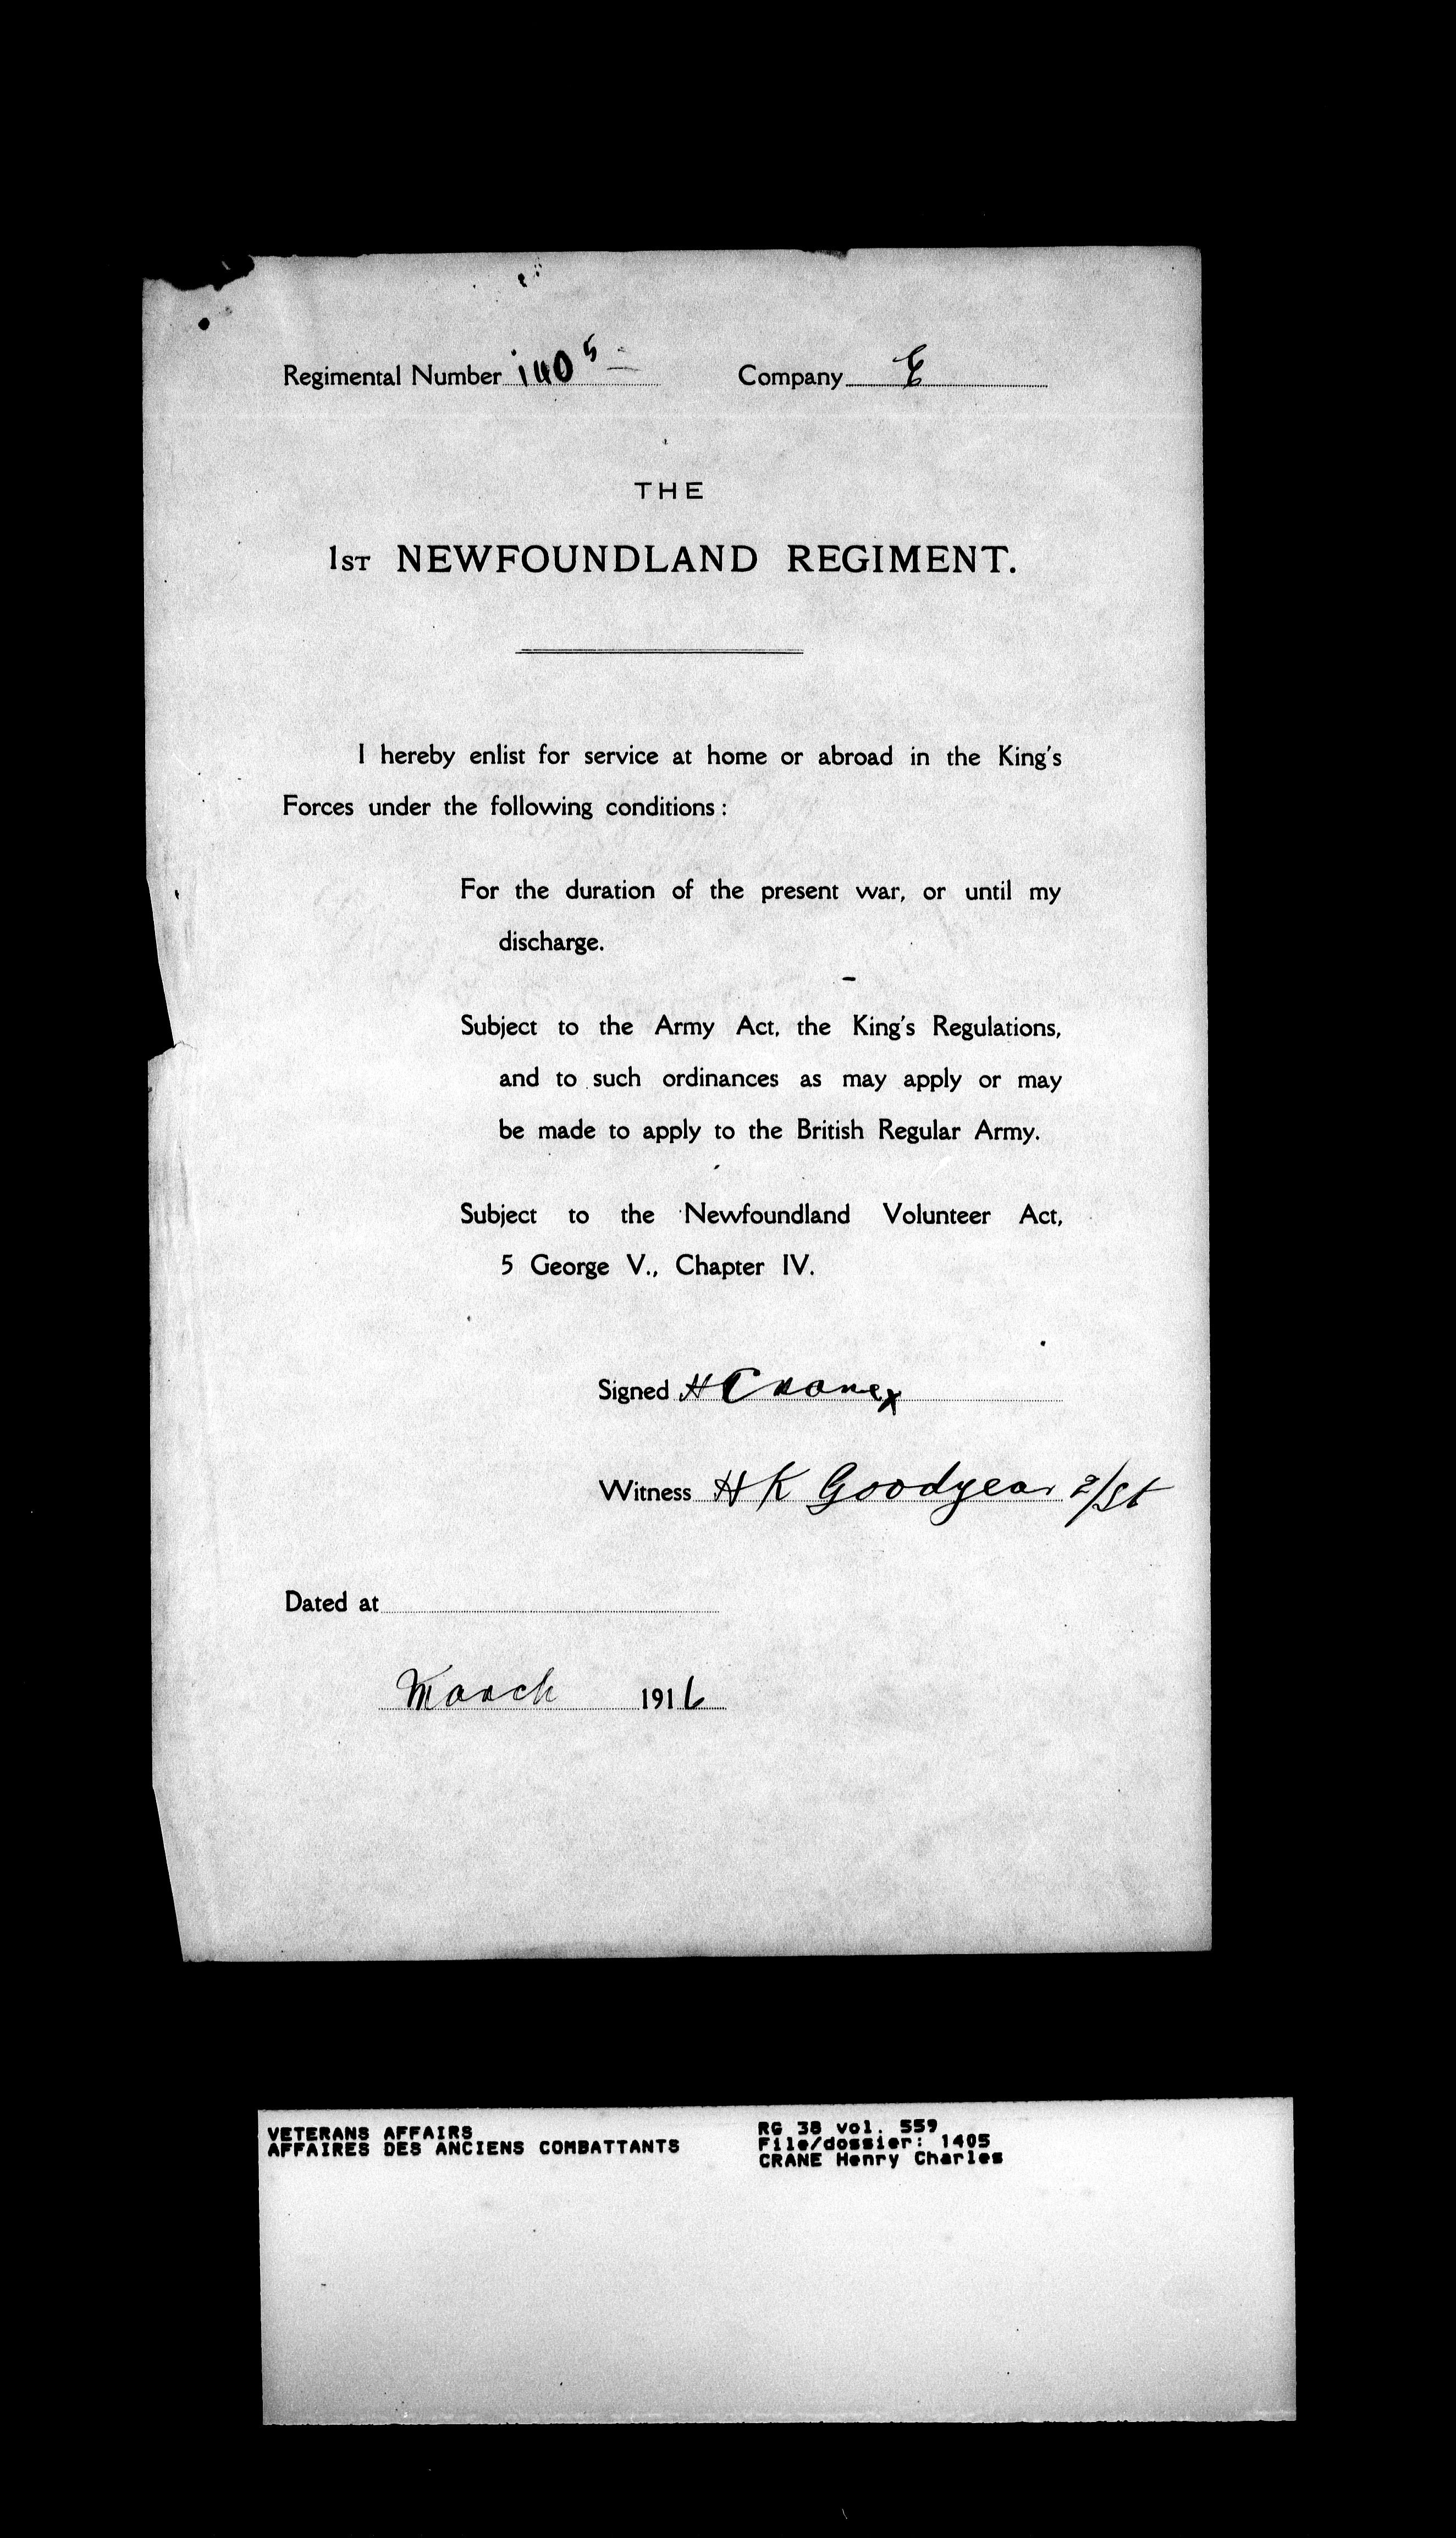 Regimental Number 1405 Company E
THE
1ST NEWFOUNDLAND REGIMENT.
I hereby enlist for service at home or abroad in the King's
Forces under the following conditions:
For the duration of the present war, or until my
discharge.
Subject to the Army Act, the King's Regulations,
and to such ordinances as may apply or may
be made to apply to the British Regular Army.
Subject to the Newfoundland Volunteer Act,
5 George V., Chapter IV.
Signed H Crane x
Witness H K Goodyear 2/Lt
Dated at
March 1916
VETERANS AFFAIRS
AFFAIRES DES ANCIENS COMBATTANTS
RG 38 vol. 559
File/dossier: 1405
CRANE Henry Charles